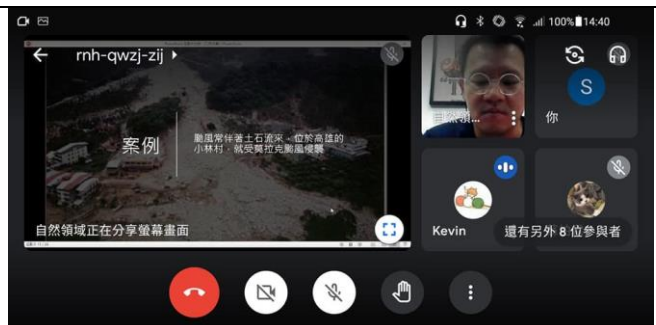 100% 14:40
rnh-qwzj-zij
案例
颱風常伴著土石流來,位於高雄的
小林村,就受莫拉克颱風侵襲
自然領域正在分享螢幕畫面
自然領...
S
你
Kevin
還有另外 8 位參與者